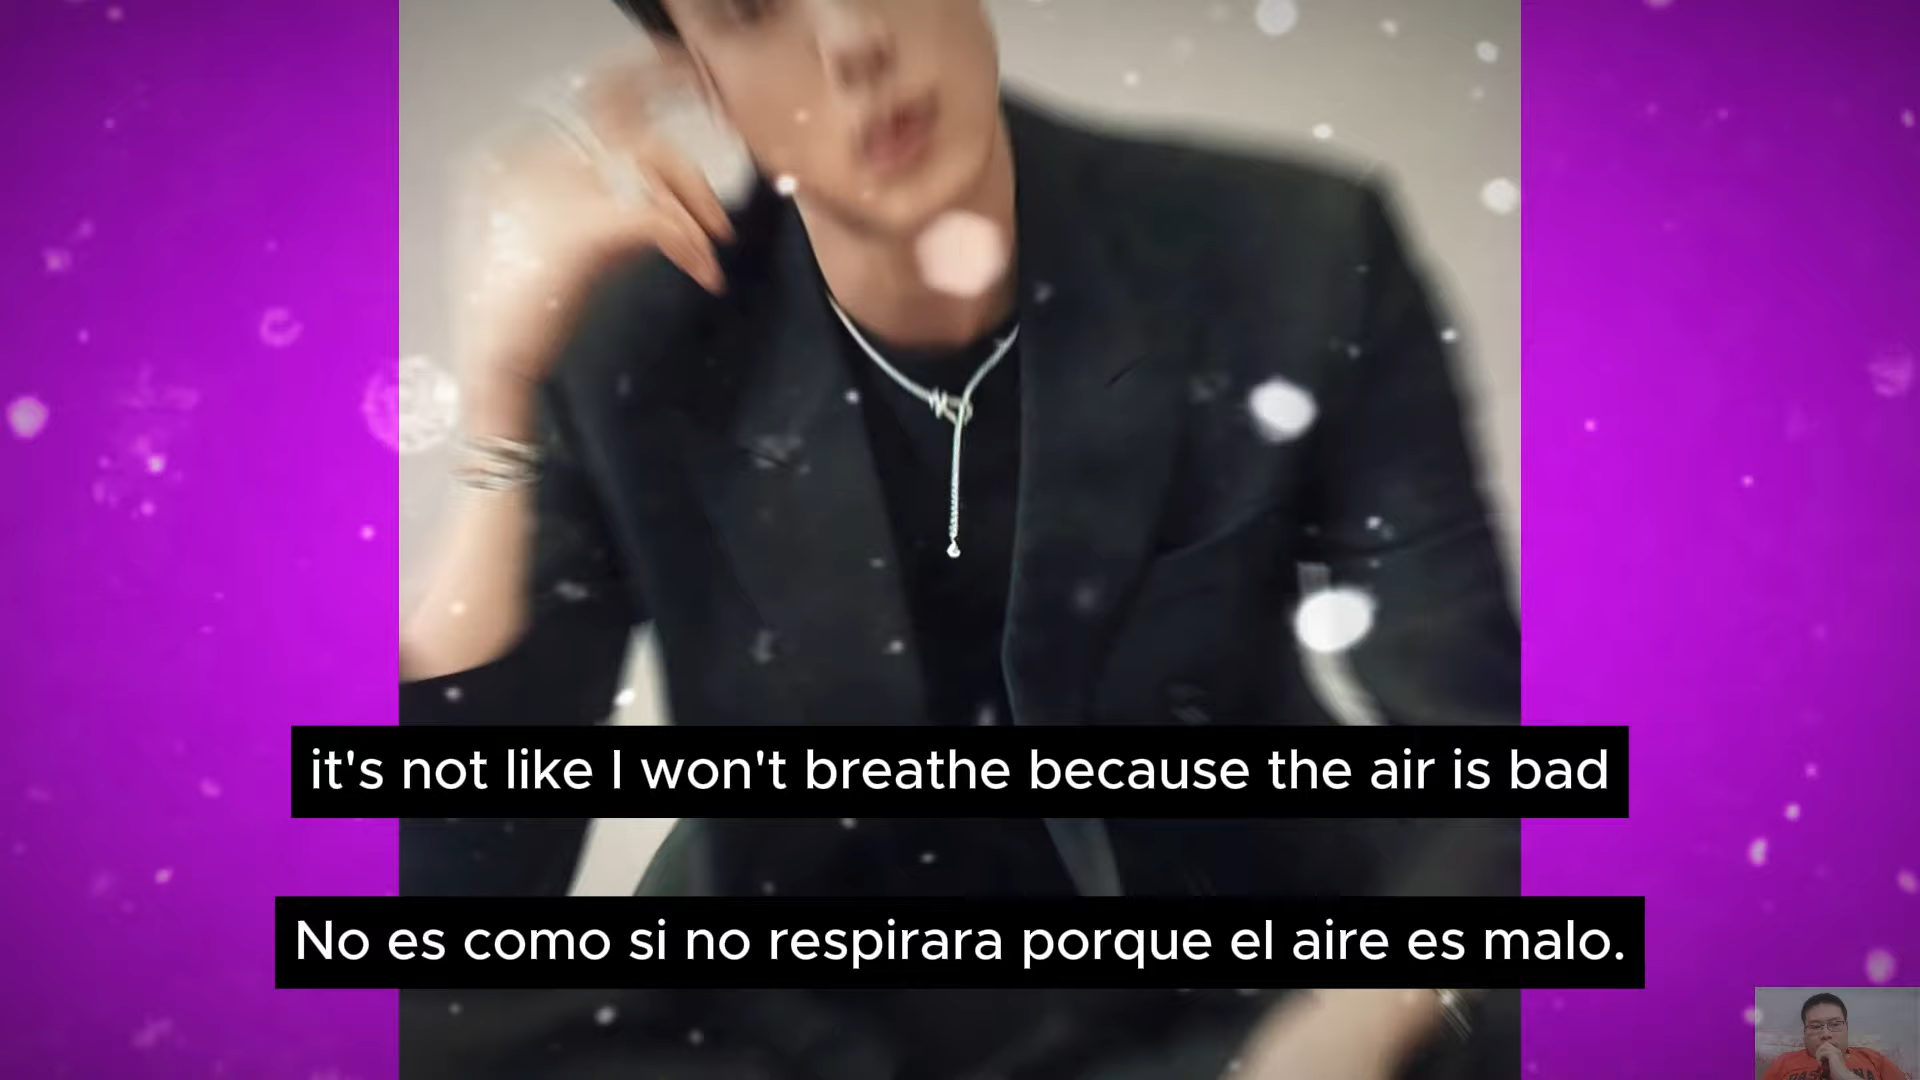 it's not like I won't breathe because the air is bad
No es como si no respirara porque el aire es malo.